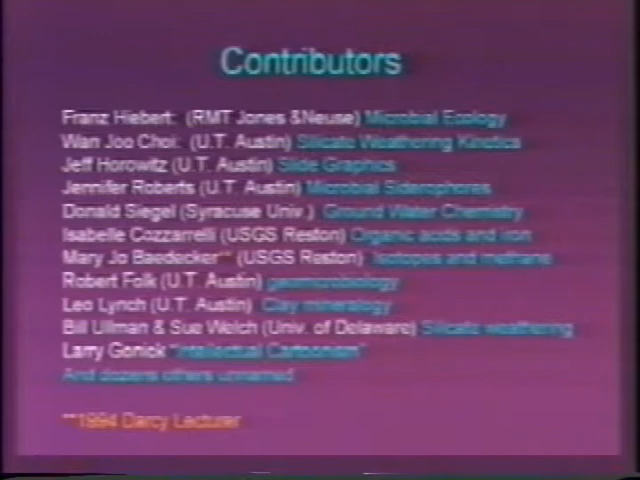 Contributors
Franz Hiebert: (RMT Jones &Neuse) Microbial Ecology
Wan Joo Choi: (U.T. Austin) Silicate Weathering Kinetics
Jeff Horowitz (U.T. Austin) Slide Graphics
Jennifer Roberts (U.T. Austin) Microbial Siderophores
Donald Siegel (Syracuse Univ.) Ground Water Chemistry
Isabelle Cozzarrelli (USGS Reston) Organic acids and iron
Mary Jo Baedecker** (USGS Reston) Isotopes and methane
Robert Folk (U.T. Austin) geomicrobiology
Leo Lynch (U.T. Austin) Clay mineralogy
Bill Ullman & Sue Welch (Univ. of Delaware) Silicate weathering
Larry Gonick "Intellectual Cartoonism"
And dozens others unnamed
**1994 Darcy Lecturer